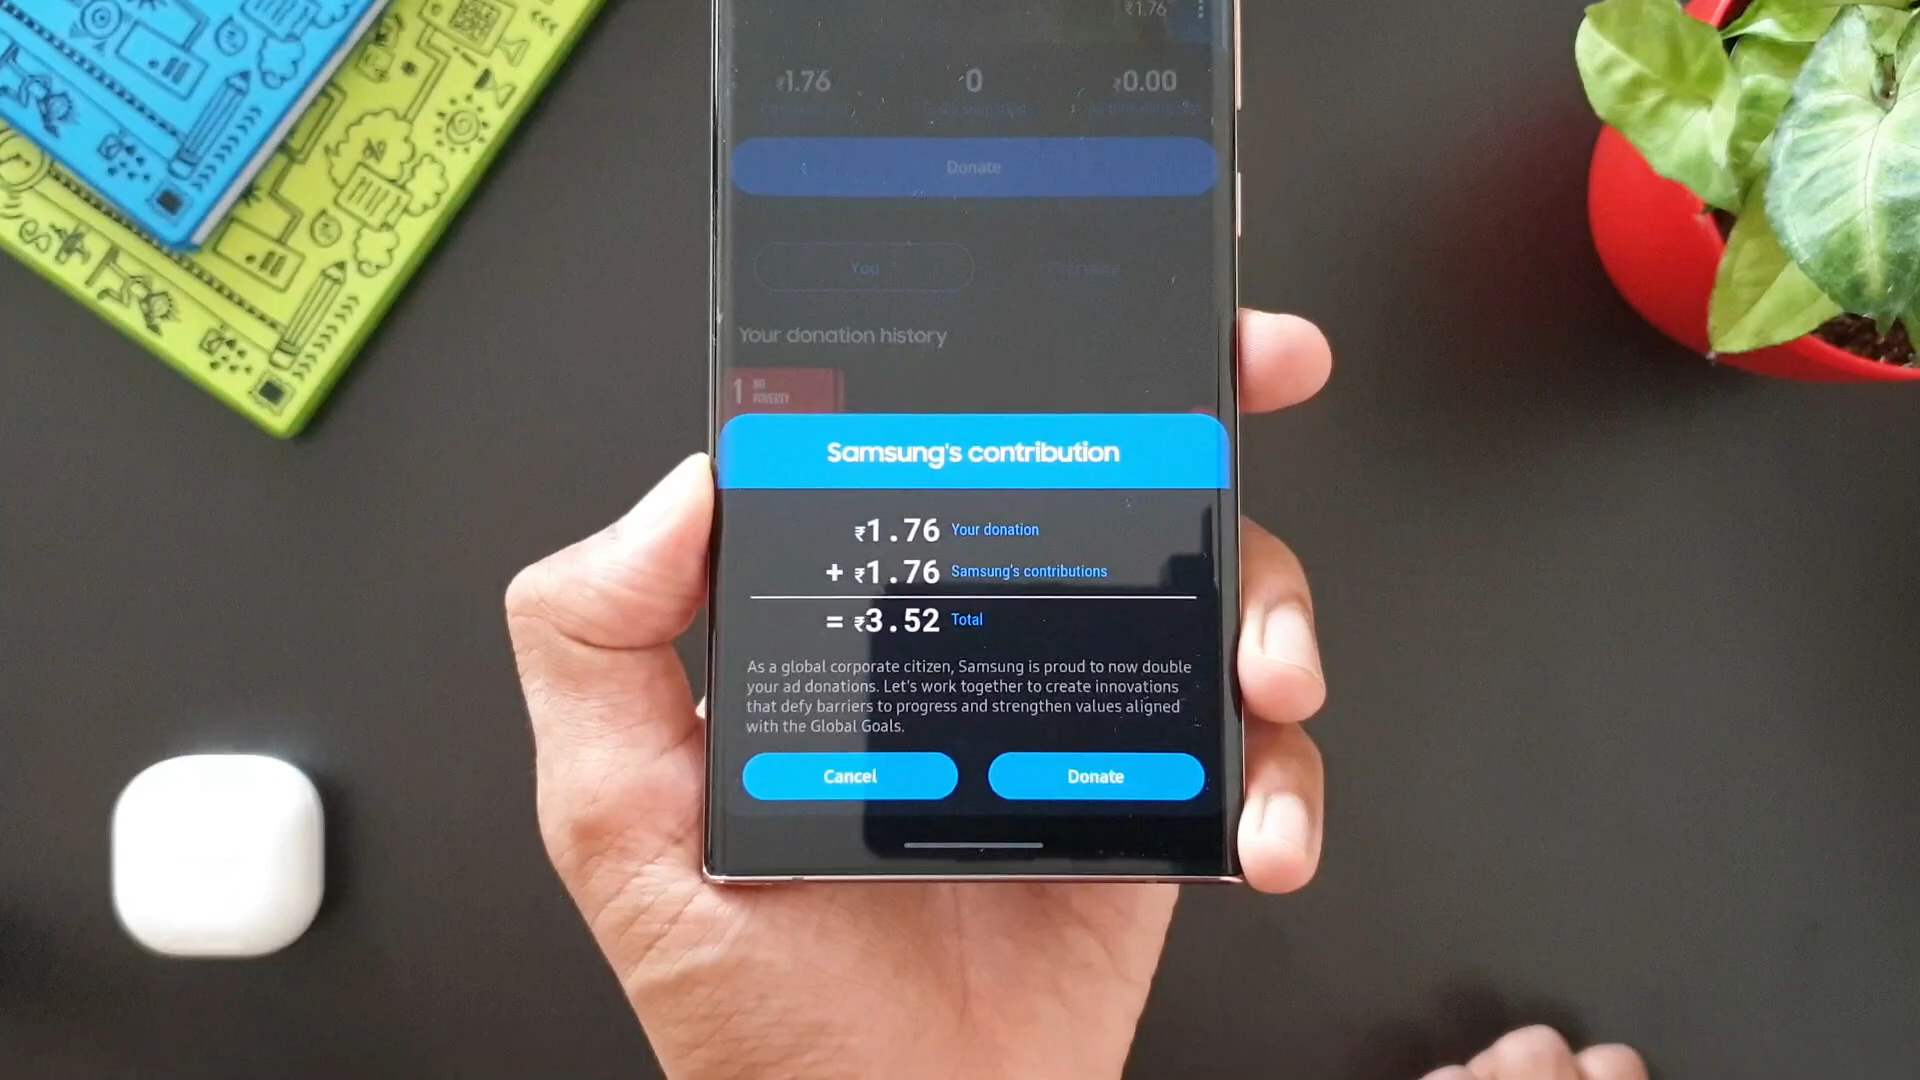 ₹1.76
₹1.76
0
₹0.00
Donate
You
Everyone
Your donation history
1 NO
POVERTY
Samsung's contribution
₹1.76 Your donation
+ ₹1.76 Samsung's contributions
= ₹3.52 Total
As a global corporate citizen, Samsung is proud to now double
your ad donations. Let's work together to create innovations
that defy barriers to progress and strengthen values aligned
with the Global Goals.
Cancel
Donate